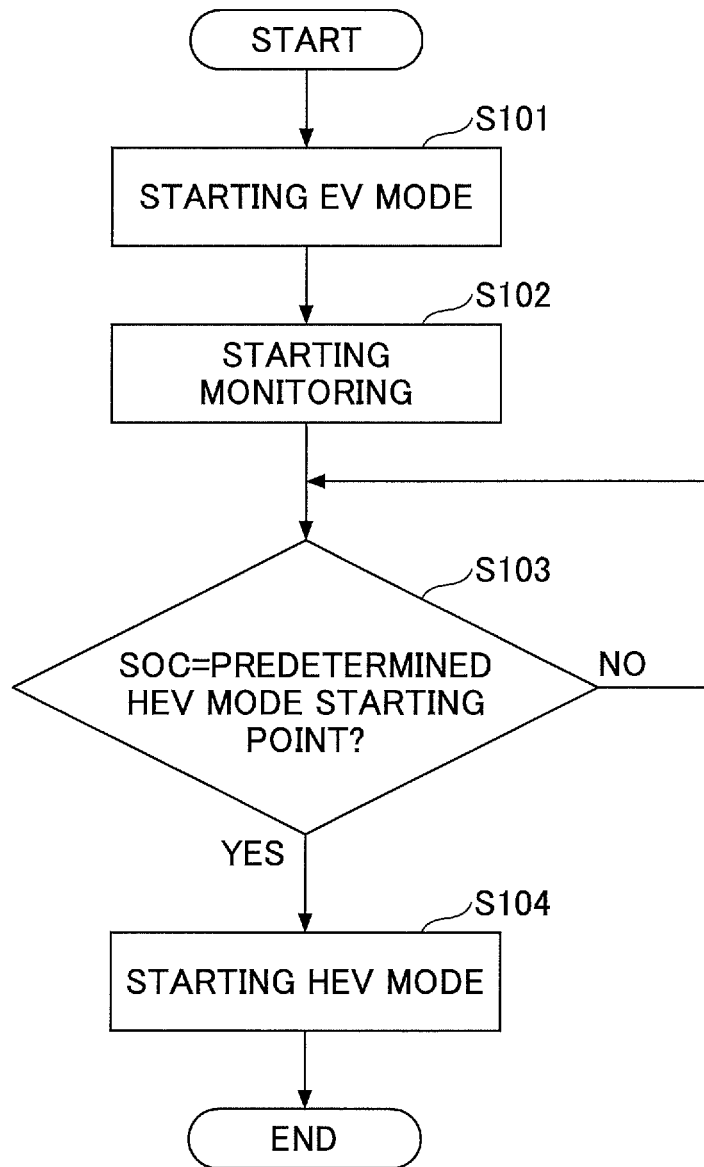 START
S101
STARTING EV MODE
S102
STARTING
MONITORING
S103
SOC=PREDETERMINED
HEV MODE STARTING
POINT?
NO
YES
S104
STARTING HEV MODE
END